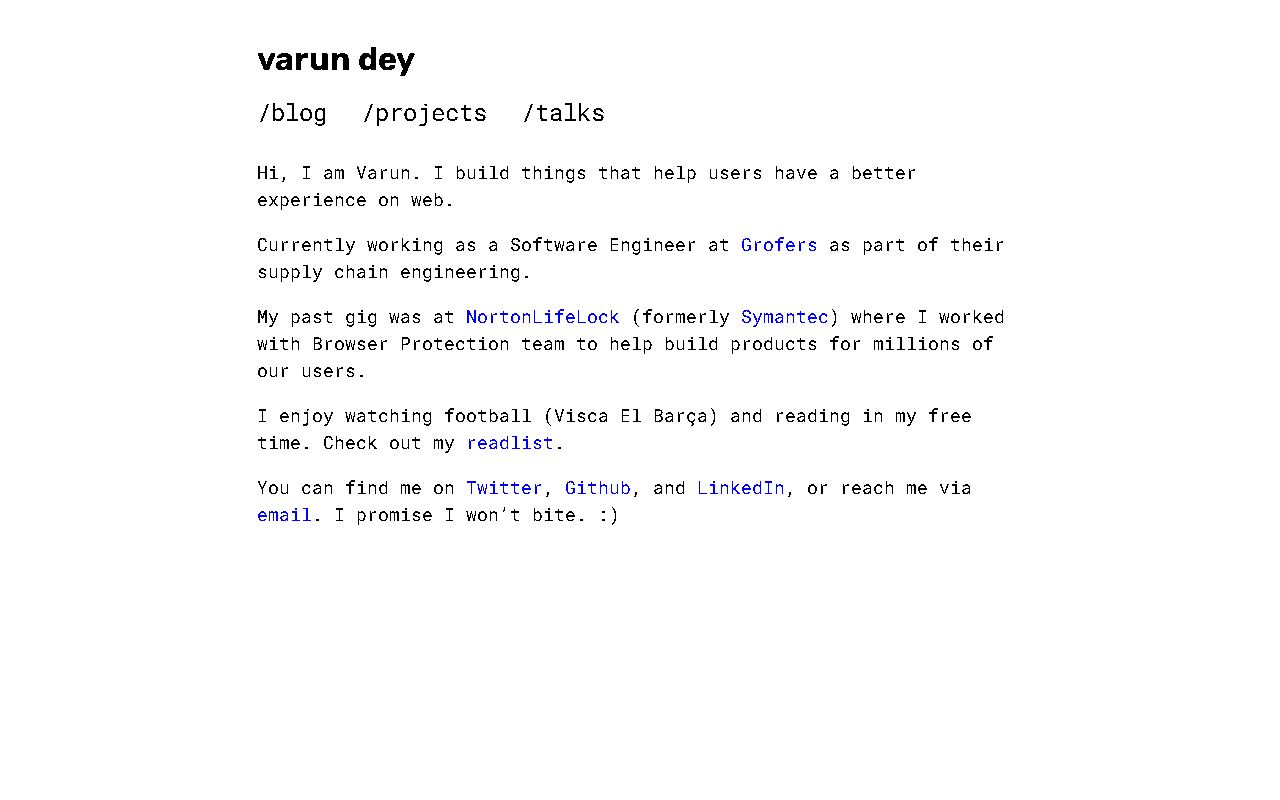 varun dey
/blog /projects /talks
Hi, I am Varun. I build things that help users have a better
experience on web.
Currently working as a Software Engineer at Grofers as part of their
supply chain engineering.
My past gig was at NortonLifeLock (formerly Symantec) where I worked
with Browser Protection team to help build products for millions of
our users.
I enjoy watching football (Visca El Barça) and reading in my free
time. Check out my readlist.
You can find me on Twitter, Github, and LinkedIn, or reach me via
email. I promise I won’t bite. :)